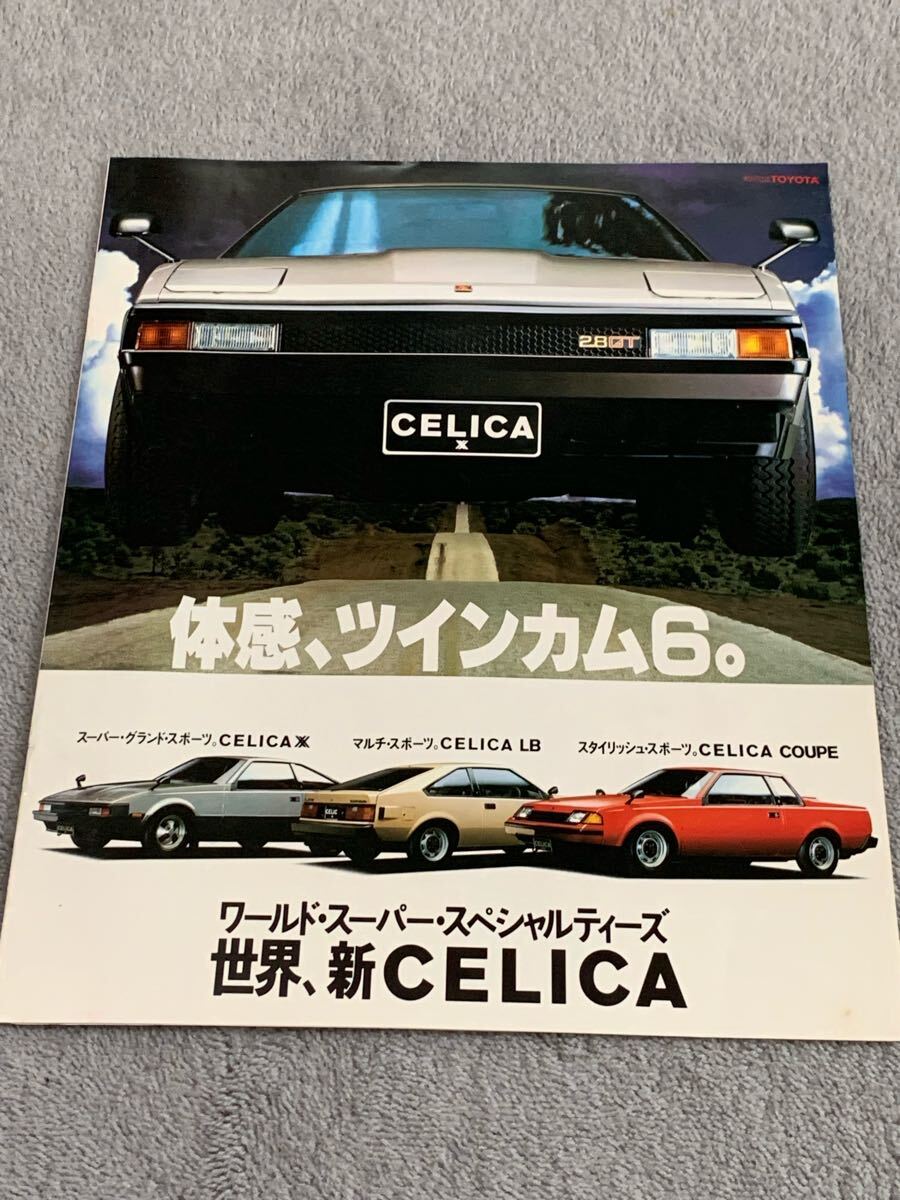 TOYOTA
2.8GT
CELICA
XX
体感、ツインカム6。
スーパー・グランド・スポーツ。CELICA XX
マルチ・スポーツ。CELICA LB
スタイリッシュ・スポーツ。CELICA COUPE
CELICA
CELICA
ワールド・スーパー・スペシャルティーズ
世界、新CELICA